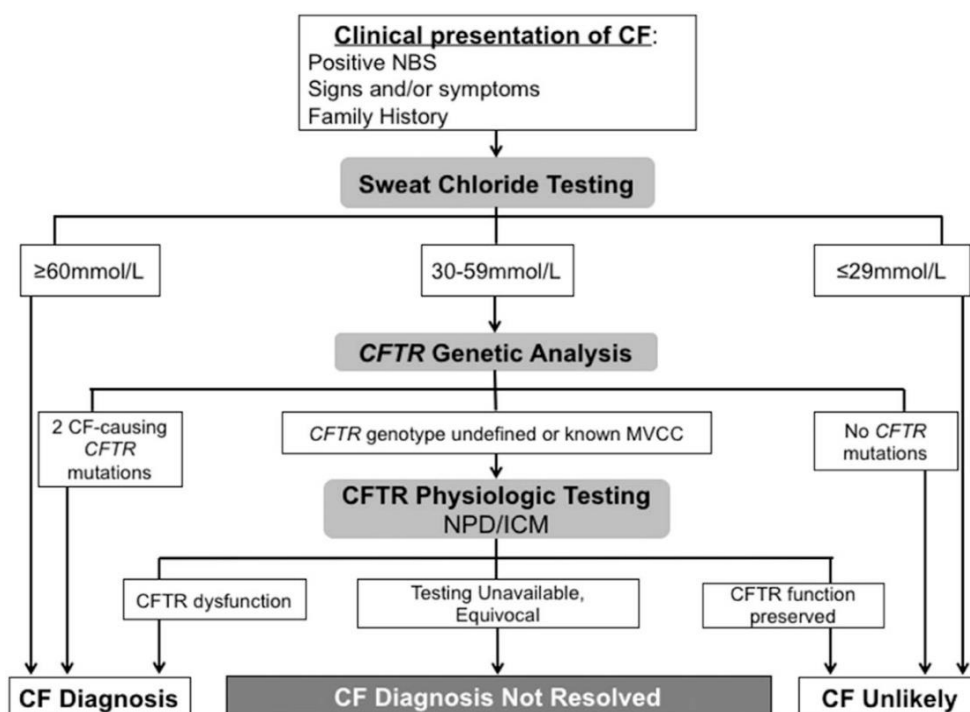 Clinical presentation of CF:
Positive NBS
Signs and/or symptoms
Family History
Sweat Chloride Testing
≥60mmol/L
30-59mmol/L
≤29mmol/L
CFTR Genetic Analysis
2 CF-causing
CFTR
mutations
CFTR genotype undefined or known MVCC
No CFTR
mutations
CFTR Physiologic Testing
NPD/ICM
CFTR dysfunction
Testing Unavailable,
Equivocal
CFTR function
preserved
CF Diagnosis
CF Diagnosis Not Resolved
CF Unlikely